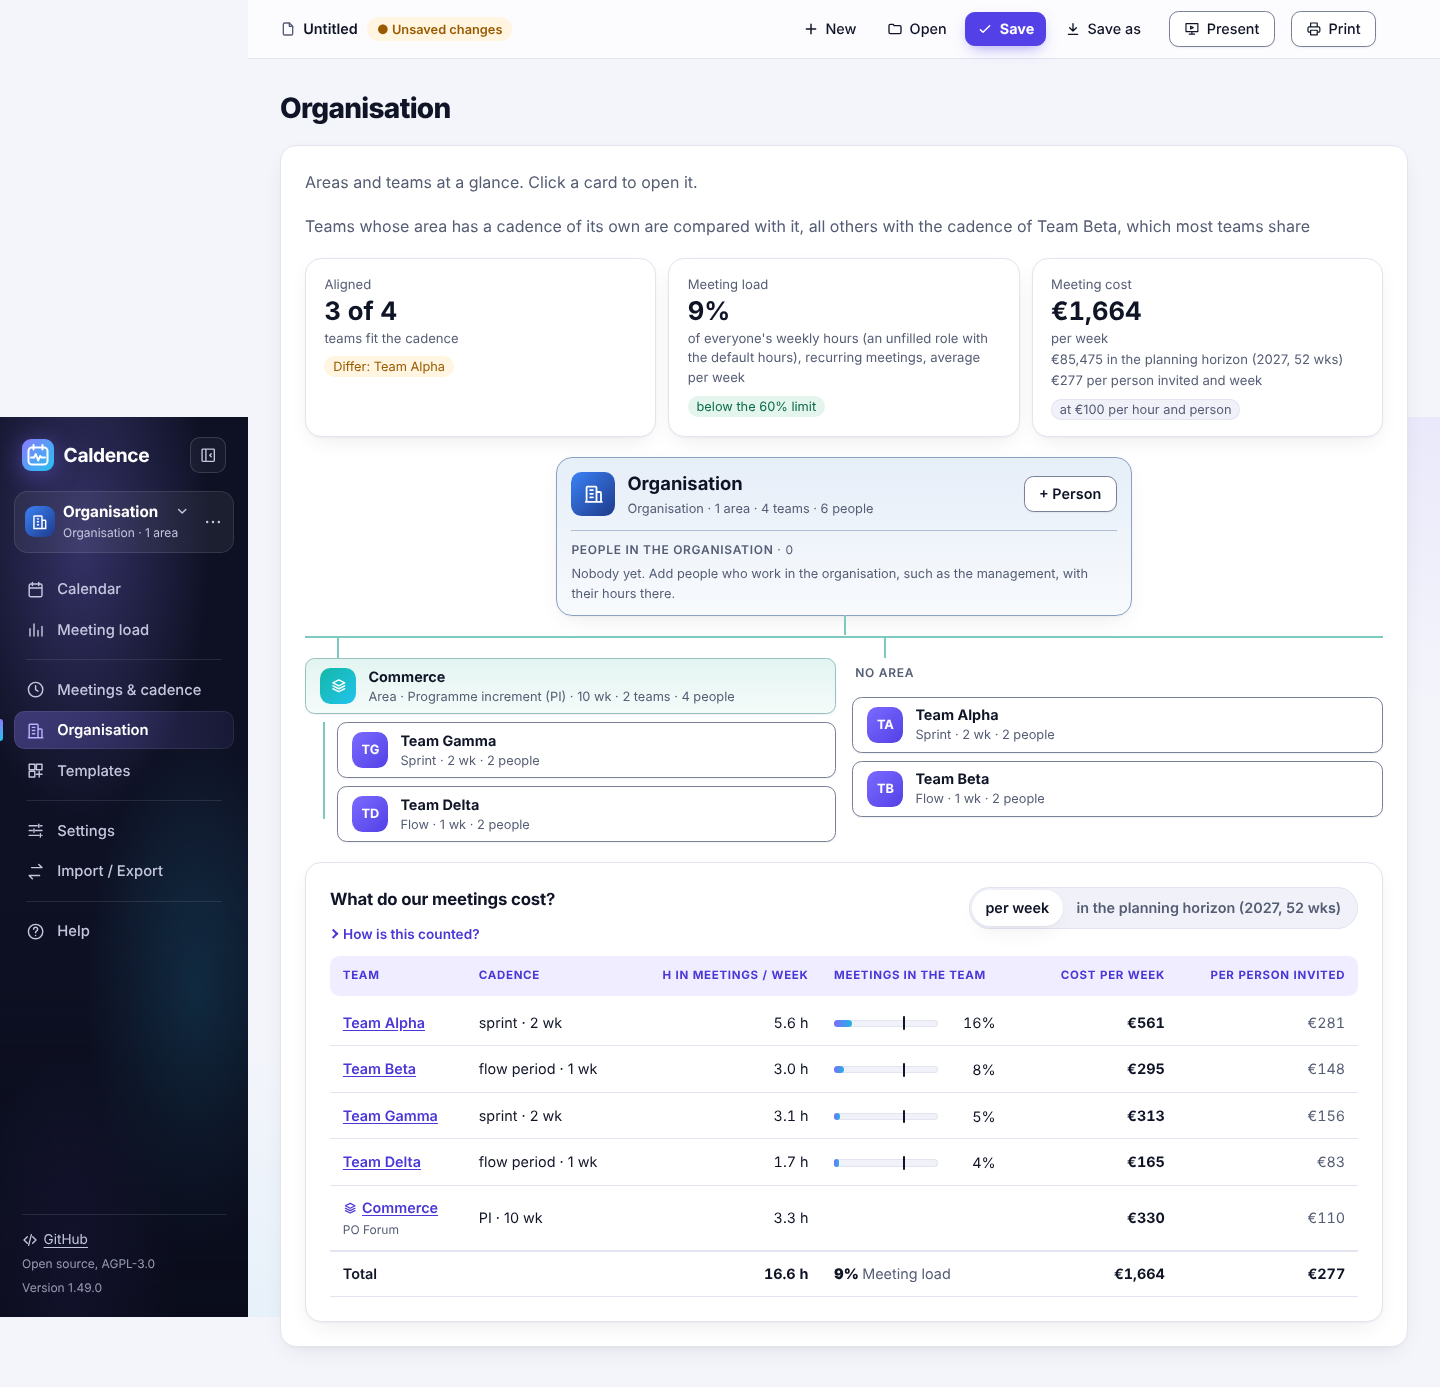 Untitled
Unsaved changes
New
Open
Save
Save as
Present
Print
Organisation
Areas and teams at a glance. Click a card to open it.
Teams whose area has a cadence of its own are compared with it, all others with the cadence of Team Beta, which most teams share
Aligned
3 of 4
teams fit the cadence
Differ: Team Alpha
Meeting load
9%
of everyone's weekly hours (an unfilled role with
the default hours), recurring meetings, average
per week
below the 60% limit
Meeting cost
€1,664
per week
€85,475 in the planning horizon (2027, 52 wks)
€277 per person invited and week
at €100 per hour and person
Caldence
Organisation
Organisation · 1 area
Calendar
Meeting load
Meetings & cadence
Organisation
Templates
Settings
Import / Export
Help
GitHub
Open source, AGPL-3.0
Version 1.49.0
Organisation
Organisation · 1 area · 4 teams · 6 people
+ Person
PEOPLE IN THE ORGANISATION · 0
Nobody yet. Add people who work in the organisation, such as the management, with
their hours there.
Commerce
Area · Programme increment (PI) · 10 wk · 2 teams · 4 people
TG
Team Gamma
Sprint · 2 wk · 2 people
TD
Team Delta
Flow · 1 wk · 2 people
NO AREA
TA
Team Alpha
Sprint · 2 wk · 2 people
TB
Team Beta
Flow · 1 wk · 2 people
What do our meetings cost?
How is this counted?
per week
in the planning horizon (2027, 52 wks)
TEAM CADENCE H IN MEETINGS / WEEK MEETINGS IN THE TEAM COST PER WEEK PER PERSON INVITED
Team Alpha sprint · 2 wk 5.6 h 16% €561 €281
Team Beta flow period · 1 wk 3.0 h 8% €295 €148
Team Gamma sprint · 2 wk 3.1 h 5% €313 €156
Team Delta flow period · 1 wk 1.7 h 4% €165 €83
Commerce PI · 10 wk 3.3 h €330 €110
PO Forum
Total 16.6 h 9% Meeting load €1,664 €277